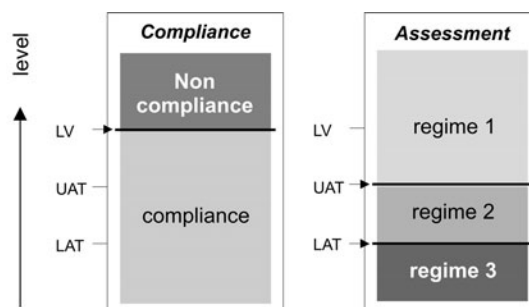 level
Compliance
Non
compliance
LV
UAT
compliance
LAT
Assessment
LV
regime 1
UAT
regime 2
LAT
regime 3